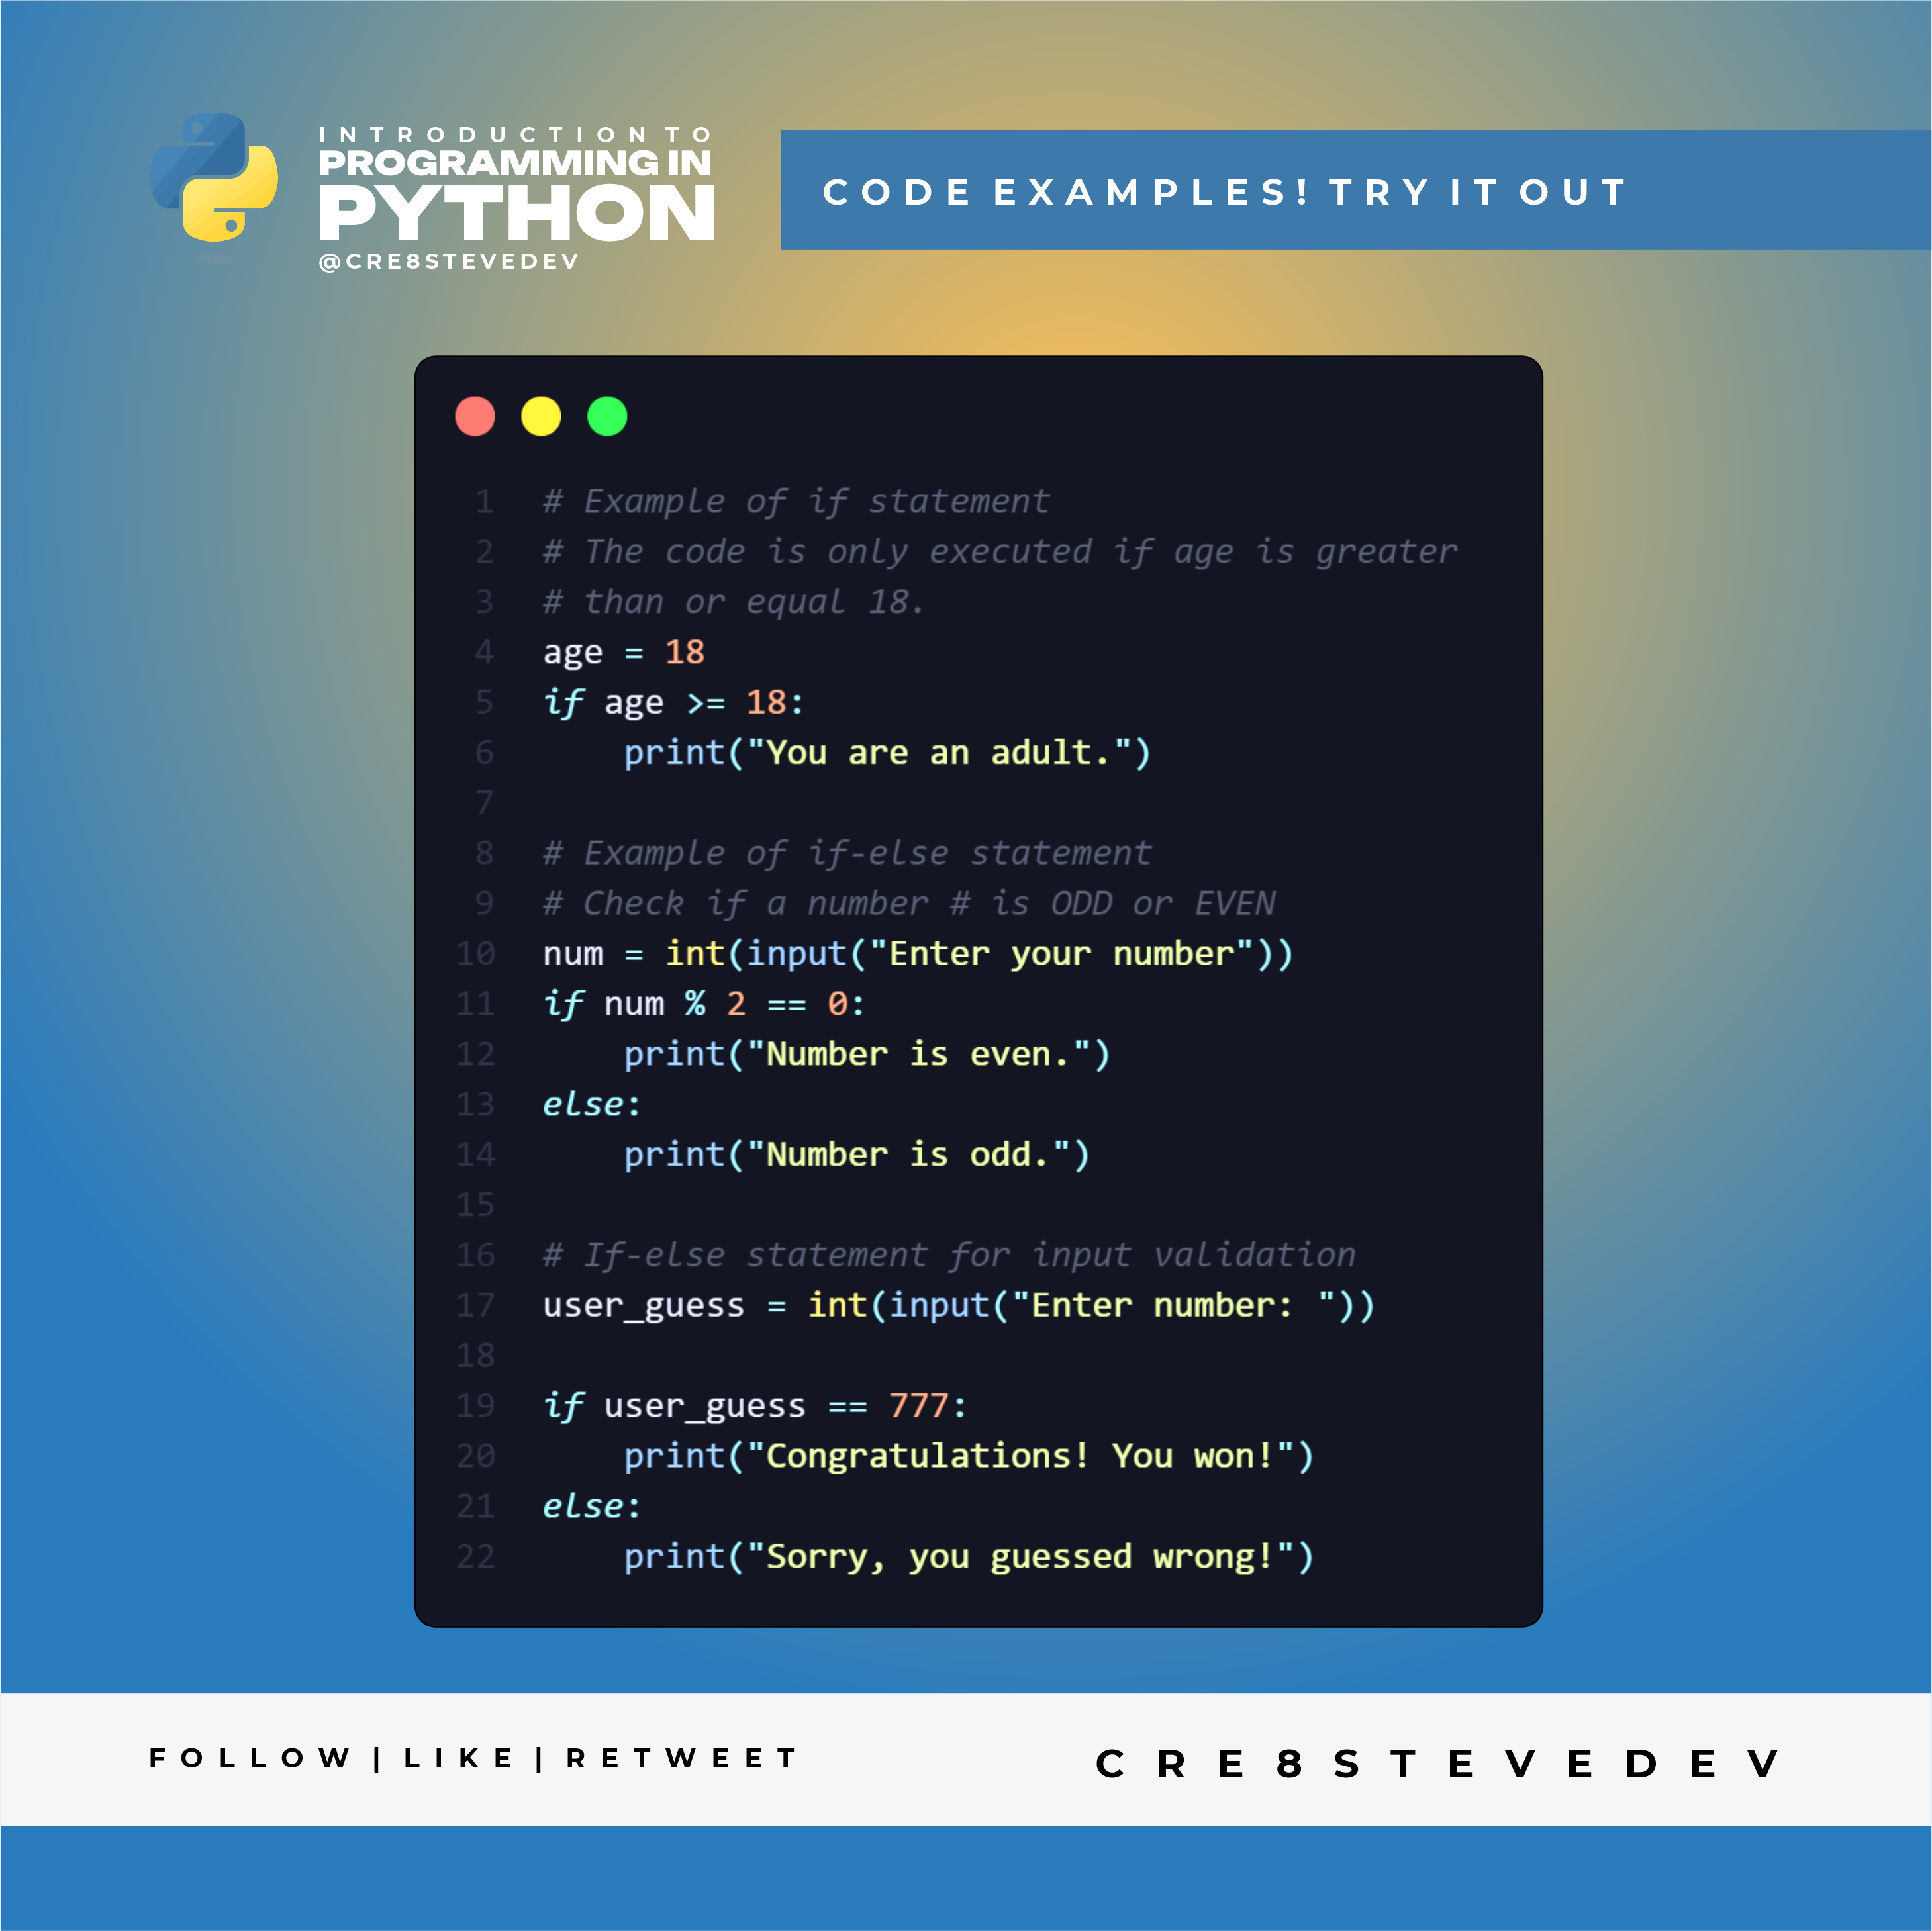 INTRODUCTION TO
PROGRAMMING IN
PYTHON
@CRE8STEVEDEV
CODE EXAMPLES! TRY IT OUT
1 # Example of if statement
2 # The code is only executed if age is greater
3 # than or equal 18.
4 age = 18
5 if age >= 18:
6     print("You are an adult.")
7
8 # Example of if-else statement
9 # Check if a number # is ODD or EVEN
10 num = int(input("Enter your number"))
11 if num % 2 == 0:
12     print("Number is even.")
13 else:
14     print("Number is odd.")
15
16 # If-else statement for input validation
17 user_guess = int(input("Enter number: "))
18
19 if user_guess == 777:
20     print("Congratulations! You won!")
21 else:
22     print("Sorry, you guessed wrong!")
FOLLOW | LIKE | RETWEET
CRE8STEVEDEV